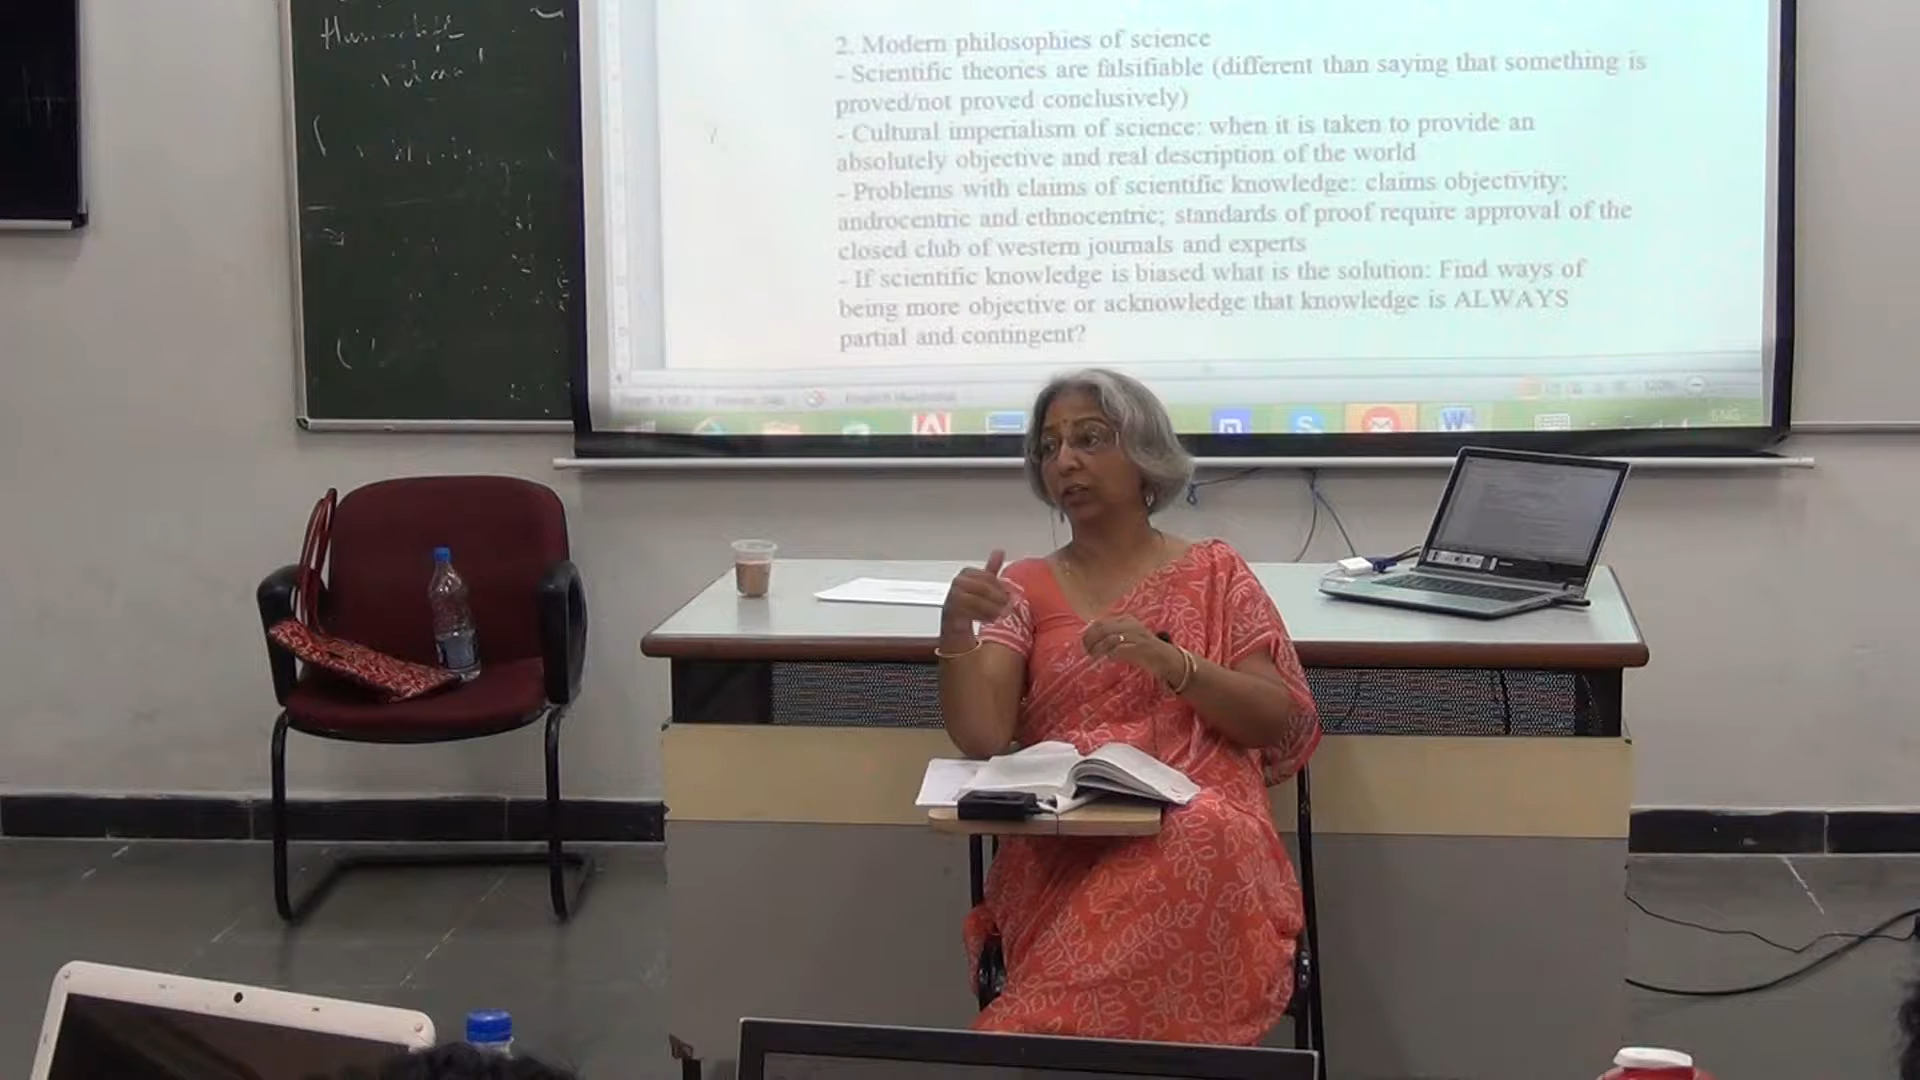 2. Modern philosophies of science
- Scientific theories are falsifiable (different than saying that something is
proved/not proved conclusively)
- Cultural imperialism of science: when it is taken to provide an
absolutely objective and real description of the world
- Problems with claims of scientific knowledge: claims objectivity;
androcentric and ethnocentric; standards of proof require approval of the
closed club of western journals and experts
- If scientific knowledge is biased what is the solution: Find ways of
being more objective or acknowledge that knowledge is ALWAYS
partial and contingent?